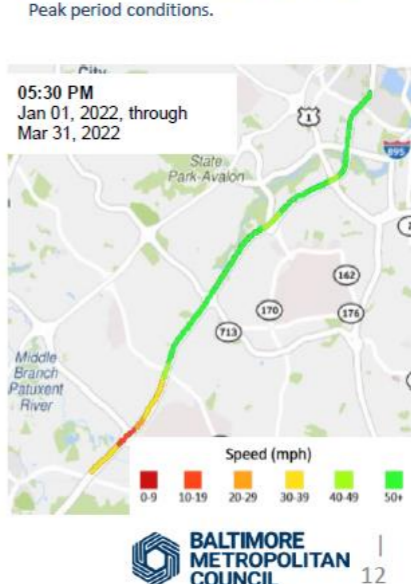 Peak period conditions.
City
05:30 PM
Jan 01, 2022, through
Mar 31, 2022
1
895
State
Park-Avalon
162
170
176
713
Middle
Branch
Patuxent
River
Speed (mph)
0-9 10-19 20-29 30-39 40-49 50+
BALTIMORE
METROPOLITAN
COUNCIL
| 12